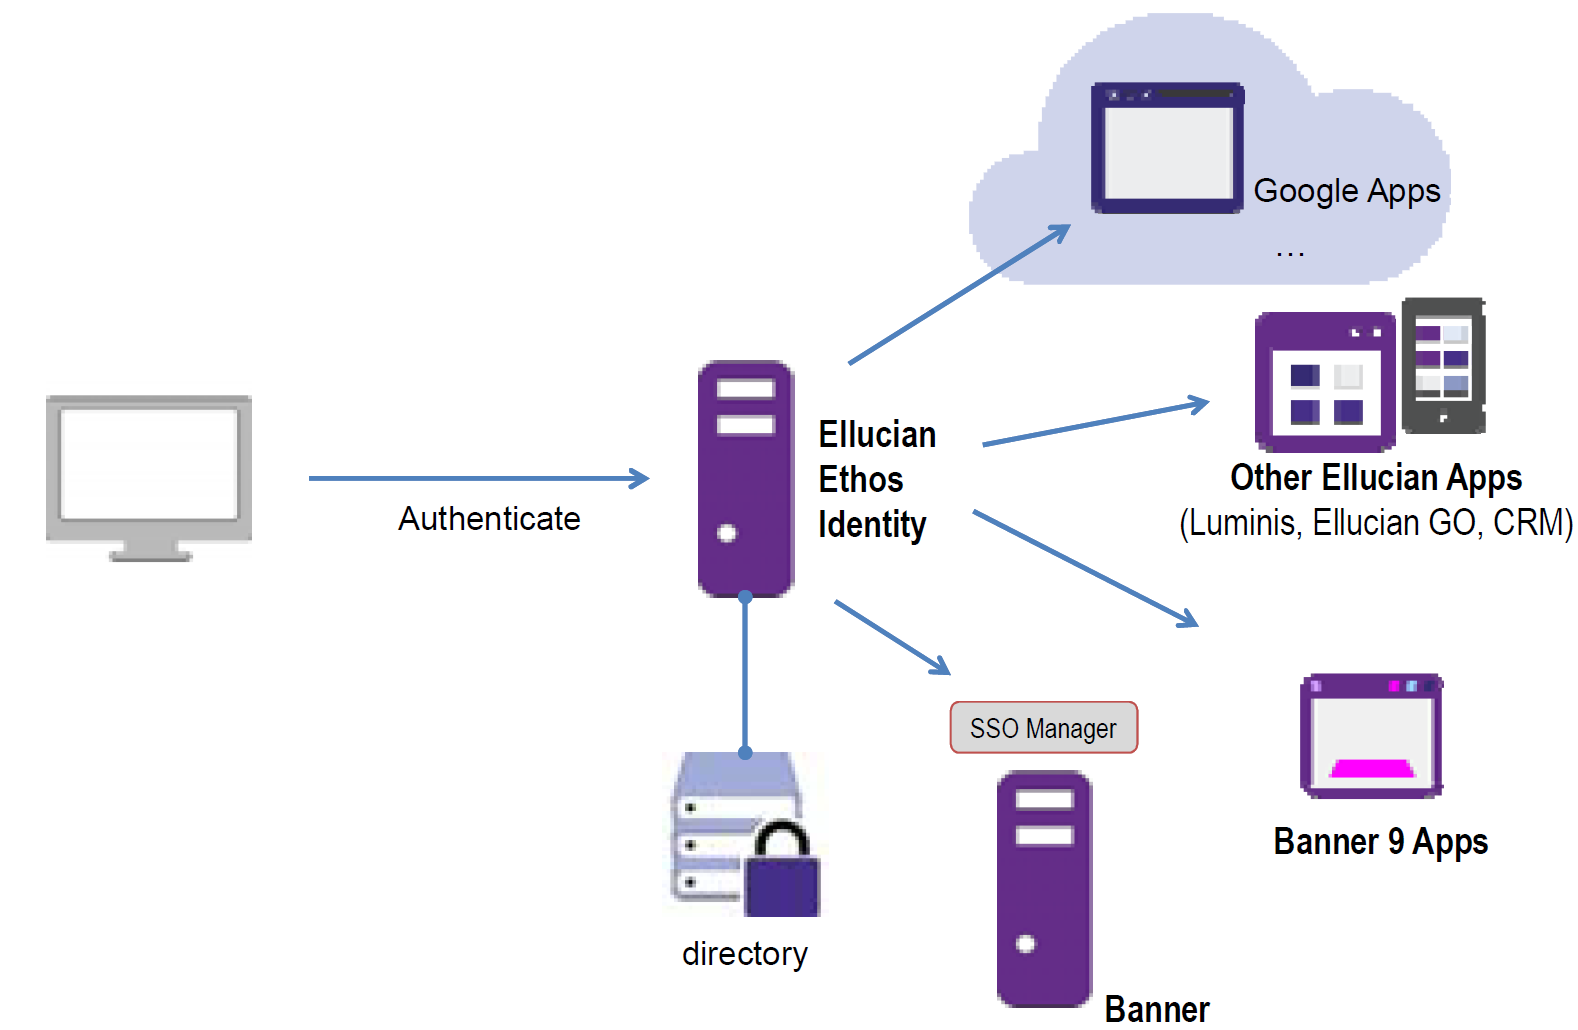 Google Apps
...
Authenticate
Ellucian
Ethos
Identity
Other Ellucian Apps
(Luminis, Ellucian GO, CRM)
SSO Manager
Banner 9 Apps
directory
Banner